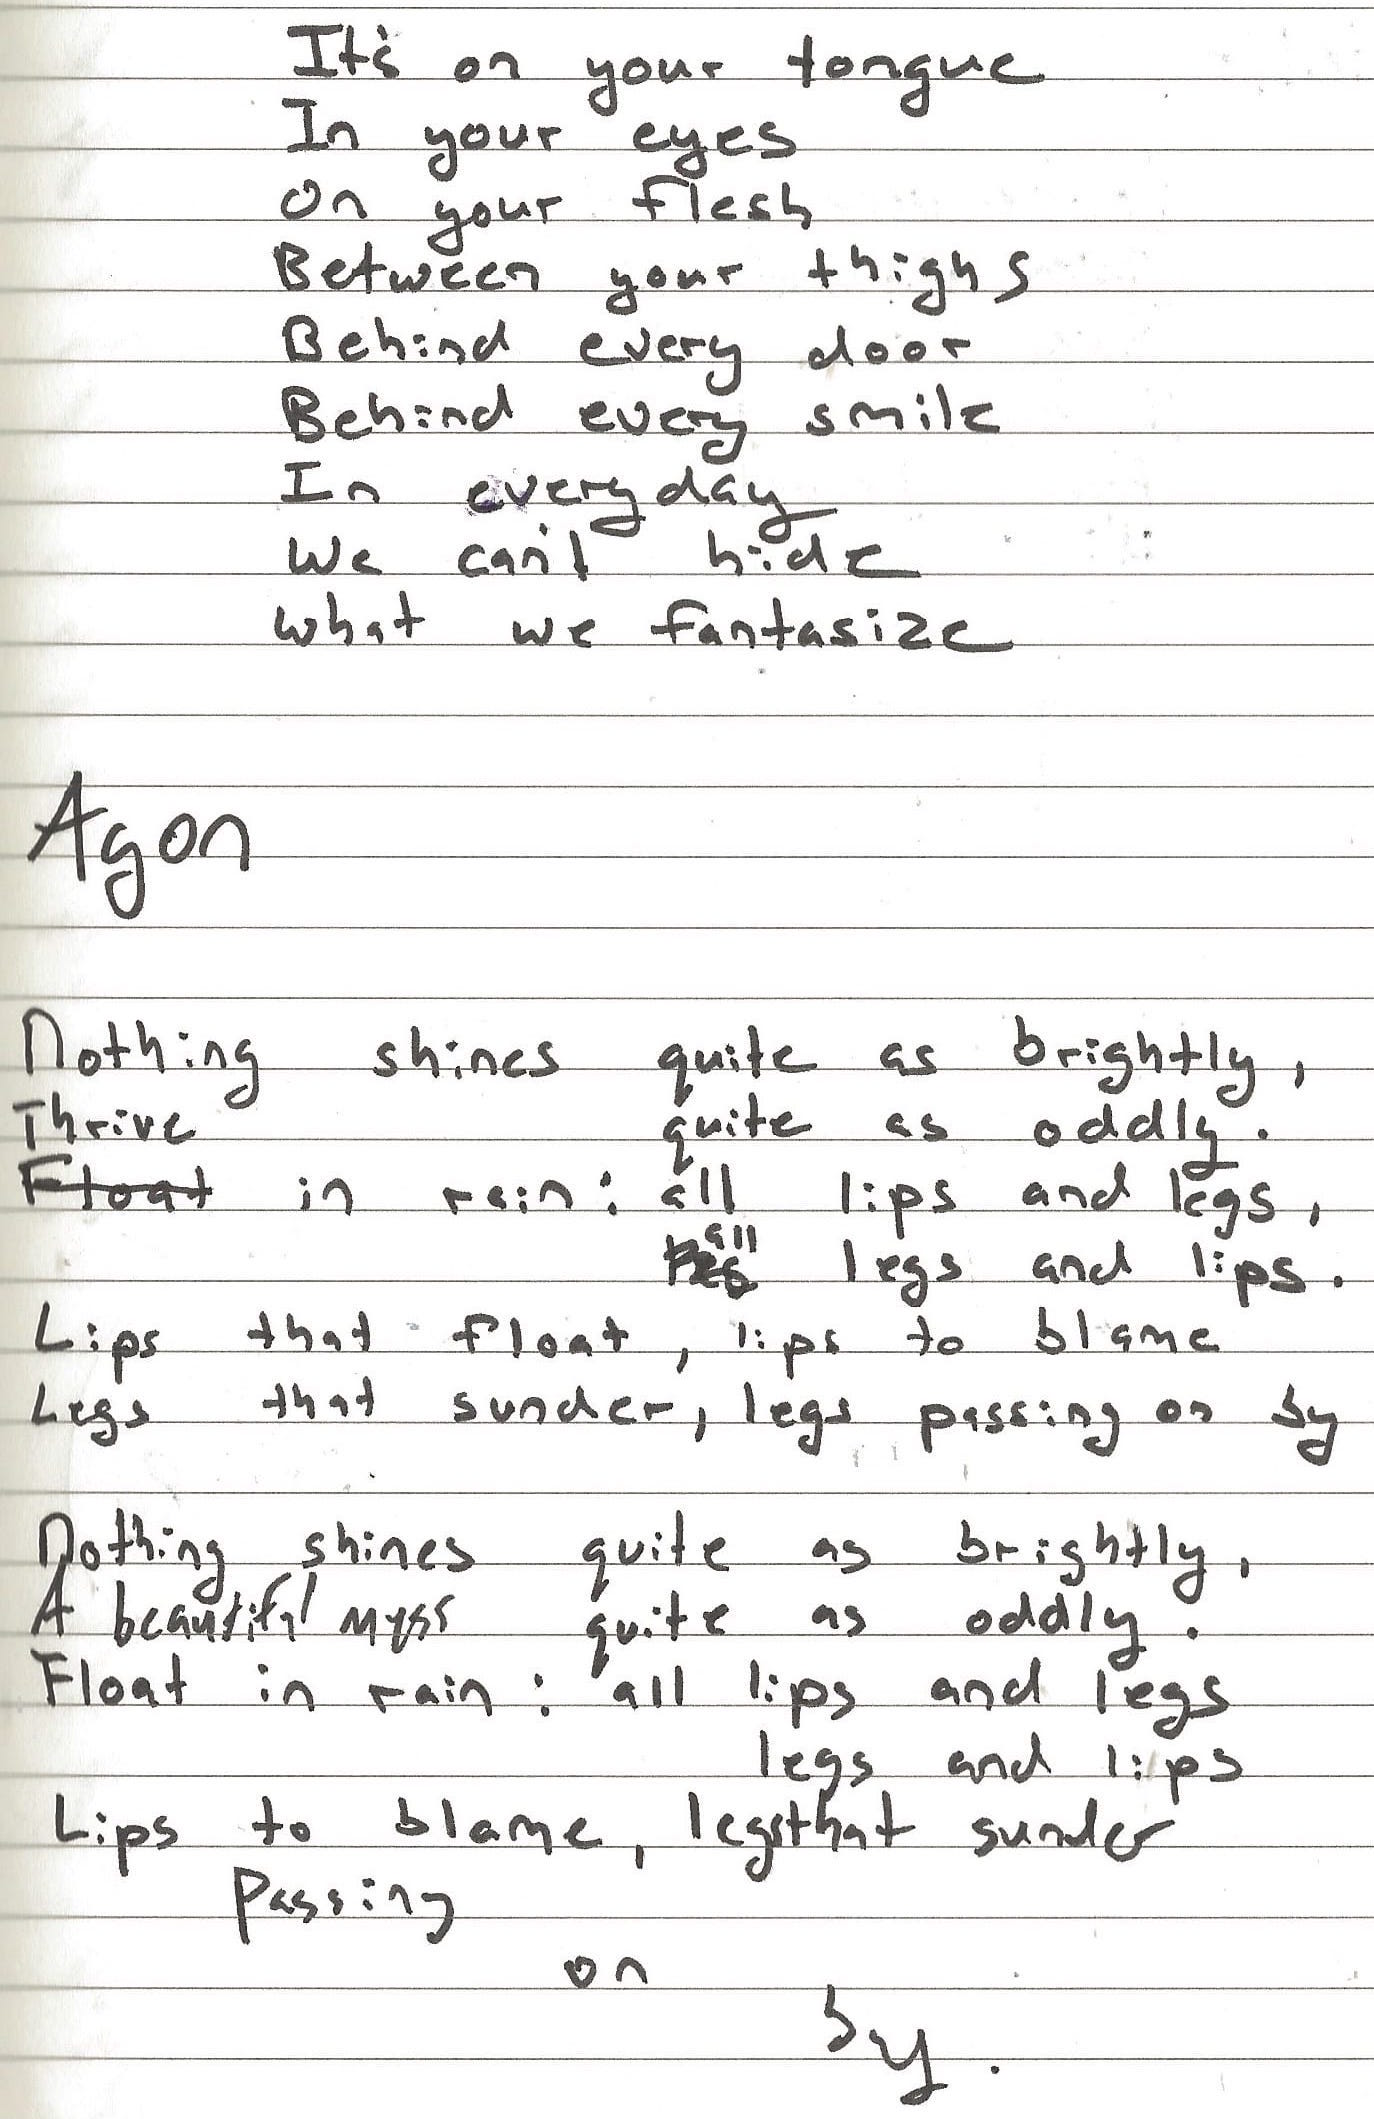 It's on your tongue
In your eyes
On your flesh
Between your thighs
Behind every door
Behind every smile
In everyday
We can't hide
What we fantasize
Agon
Nothing shines quite as brightly,
Thrive quite as oddly.
Float in rain: all lips and legs,
all legs and lips.
Lips that float, lips to blame
Legs that sunder, legs passing on by
Nothing shines quite as brightly,
A beautiful quite as oddly.
Float in rain: all lips and legs
legs and lips
Lips to blame, legs that sunder
Passing
on
by.